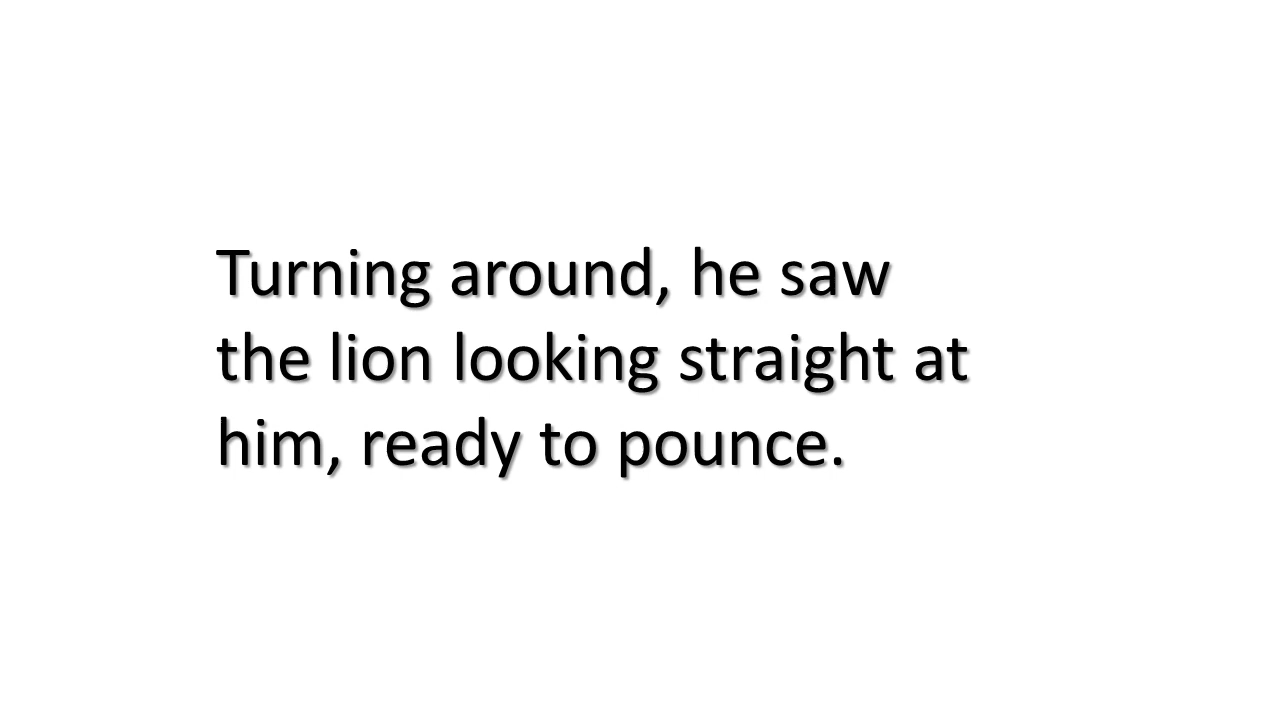 Turning around, he saw
the lion looking straight at
him, ready to pounce.